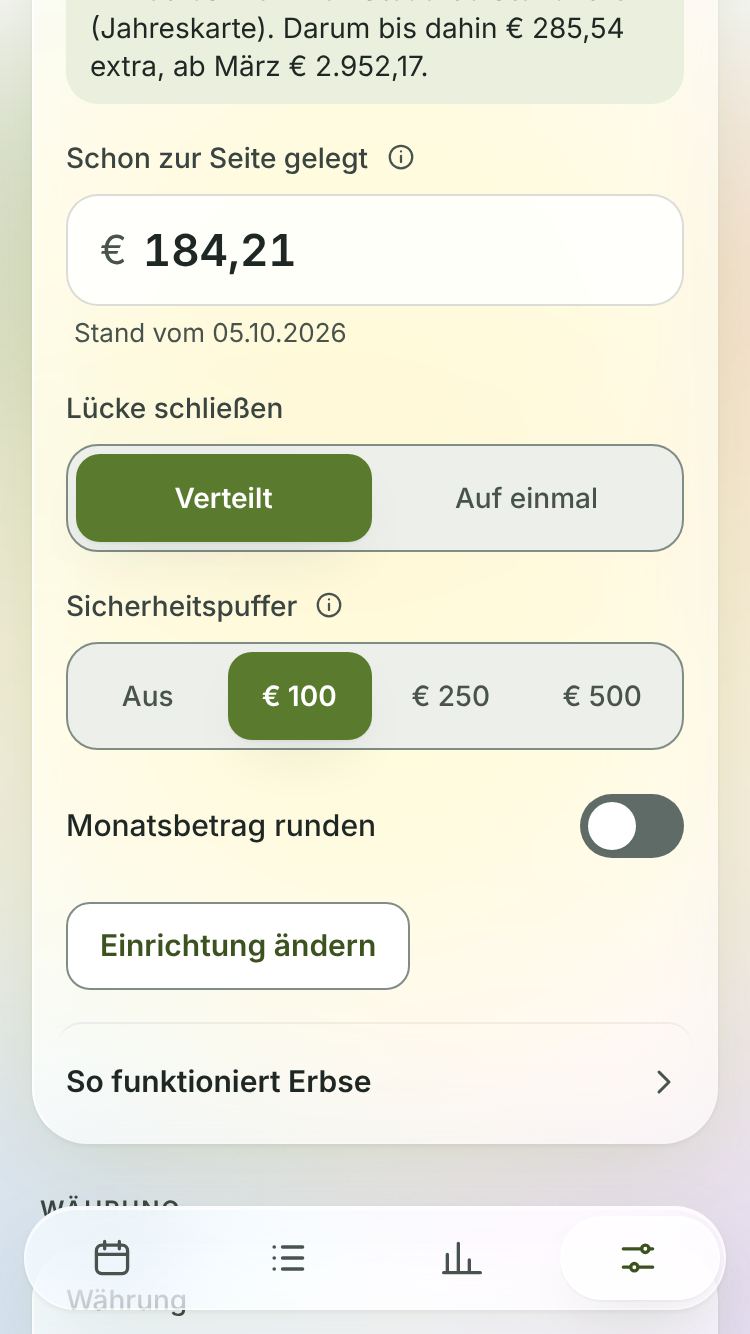 (Jahreskarte). Darum bis dahin € 285,54
extra, ab März € 2.952,17.
Schon zur Seite gelegt
€ 184,21
Stand vom 05.10.2026
Lücke schließen
Verteilt
Auf einmal
Sicherheitspuffer
Aus
€ 100
€ 250
€ 500
Monatsbetrag runden
Einrichtung ändern
So funktioniert Erbse
WÄHRUNG
Währung